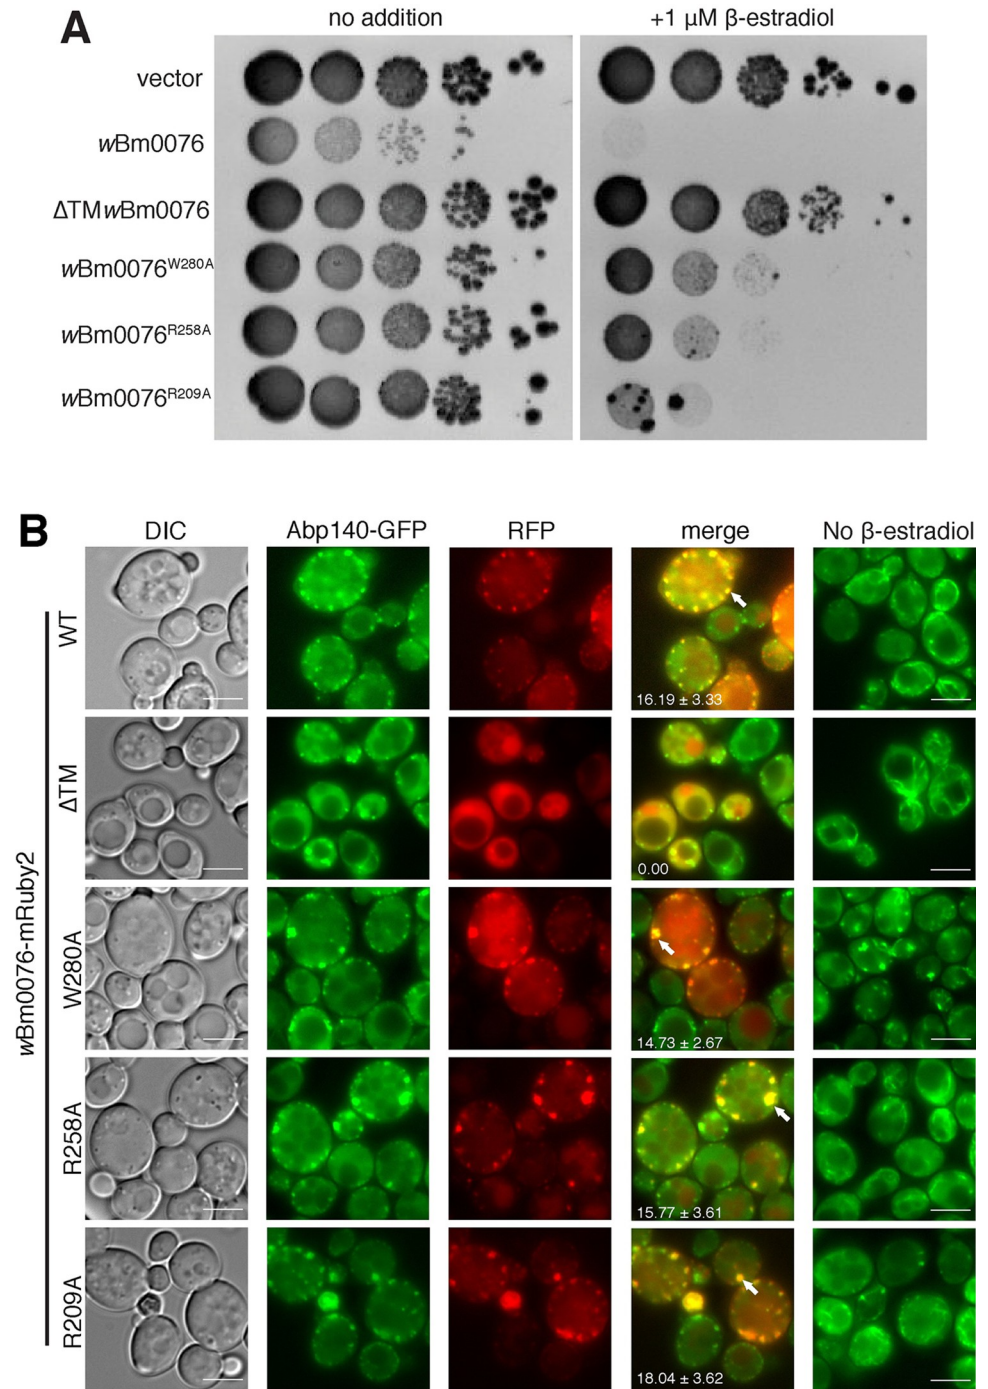 A
no addition +1 µM β-estradiol
vector
wBm0076
ΔTMwBm0076
wBm0076W280A
wBm0076R258A
wBm0076R209A
B
DIC Abp140-GFP RFP merge No β-estradiol
wBm0076-mRuby2
WT
16.19 ± 3.33
ΔTM
0.00
W280A
14.73 ± 2.67
R258A
15.77 ± 3.61
R209A
18.04 ± 3.62